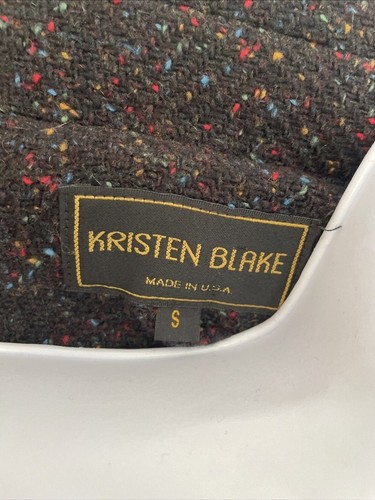 KRISTEN BLAKE
MADE IN U.S.A.
S